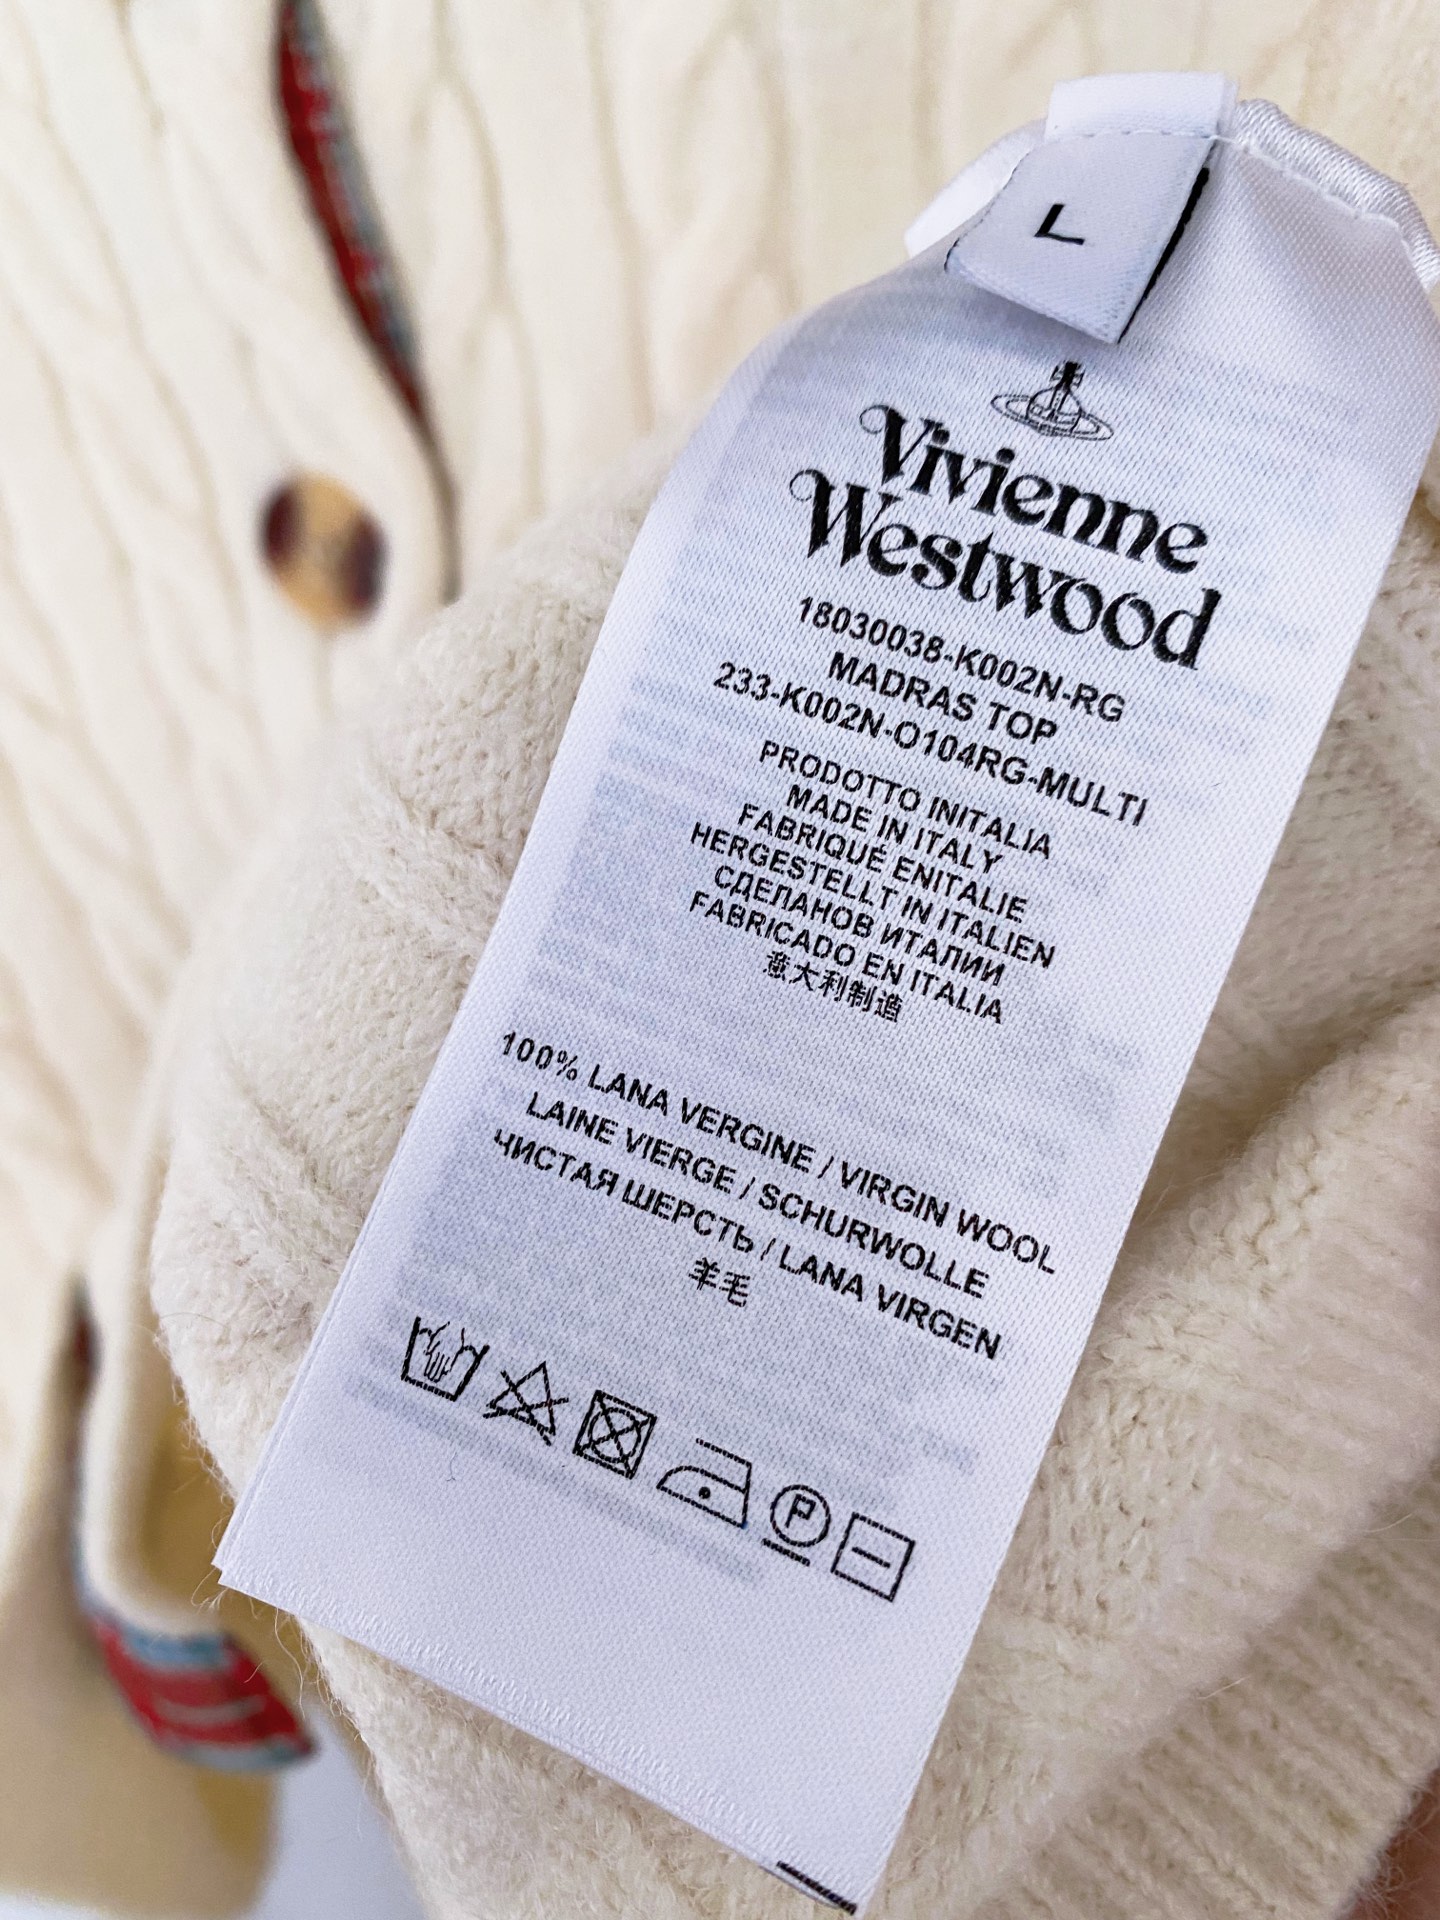 L
Vivienne
Westwood
18030038-K002N-RG
MADRAS TOP
233-K002N-O104RG-MULTI
PRODOTTO INITALIA
MADE IN ITALY
FABRIQUÉ ENITALIE
HERGESTELLT IN ITALIEN
СДЕЛАНОВ ИТАЛИИ
FABRICADO EN ITALIA
意大利制造
100% LANA VERGINE / VIRGIN WOOL
LAINE VIERGE / SCHURWOLLE
ЧИСТАЯ ШЕРСТЬ / LANA VIRGEN
羊毛
P